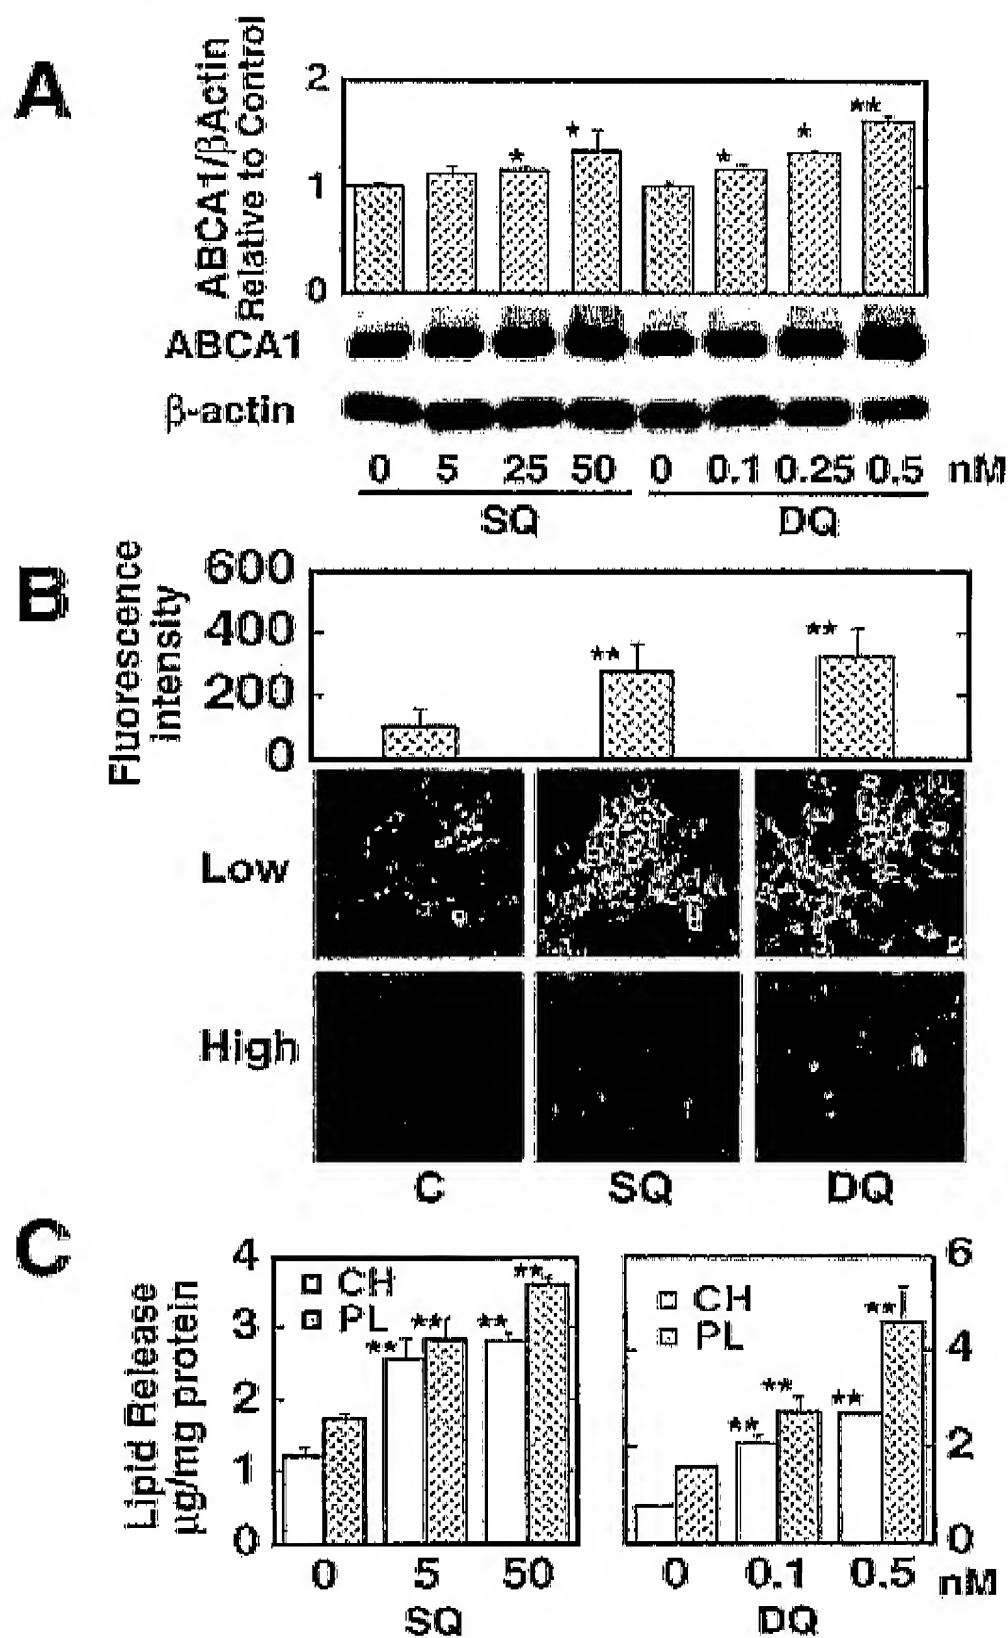 A
ABCA1/βActin
Relative to Control
2
1
0
* * * * **
ABCA1
β-actin
0 5 25 50 0 0.1 0.25 0.5 nM
SQ DQ
B
Fluorescence
intensity
600
400
200
0
** **
Low
High
C SQ DQ
C
Lipid Release
µg/mg protein
4
3
2
1
0
CH
PL
** ** ** **
0 5 50
SQ
CH
PL
** ** ** **
6
4
2
0
0 0.1 0.5 nM
DQ